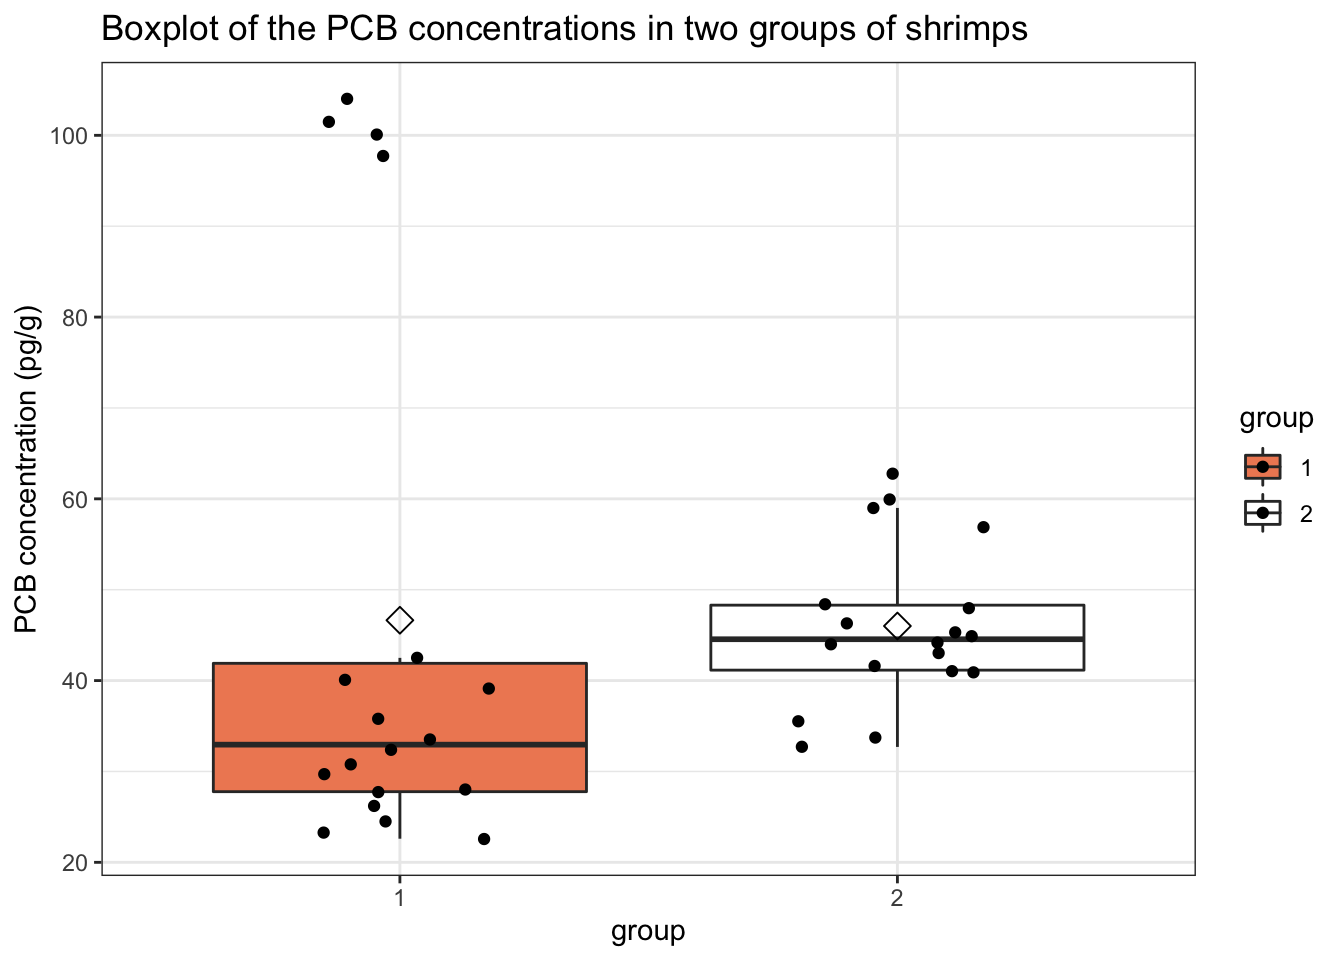 Boxplot of the PCB concentrations in two groups of shrimps
PCB concentration (pg/g)
100
80
60
40
20
1
2
group
group
1
2